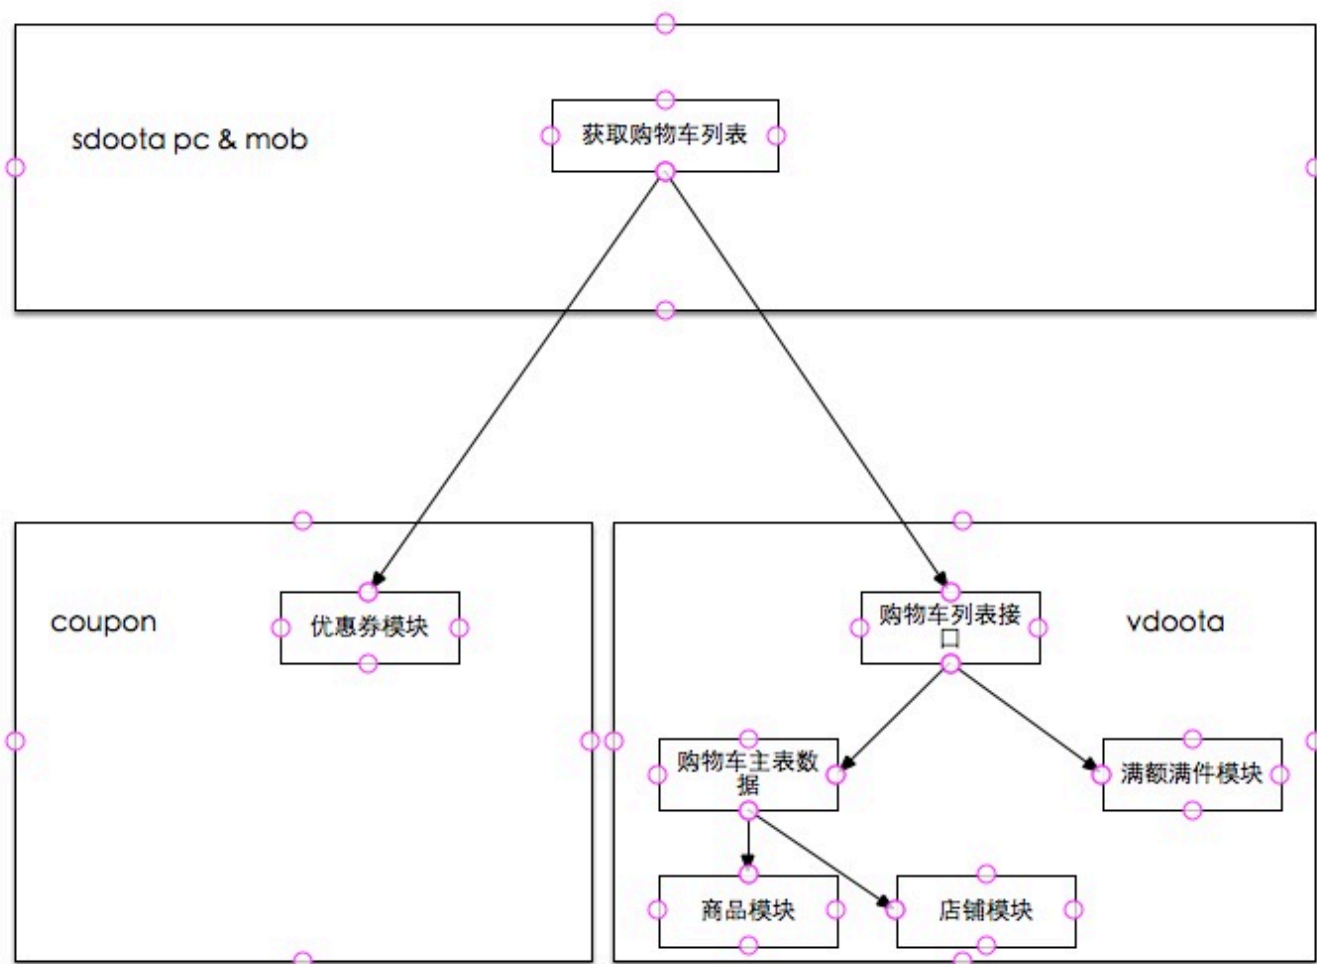 sdoota pc & mob
获取购物车列表
coupon
优惠券模块
购物车列表接
口
vdoota
购物车主表数
据
满额满件模块
商品模块
店铺模块